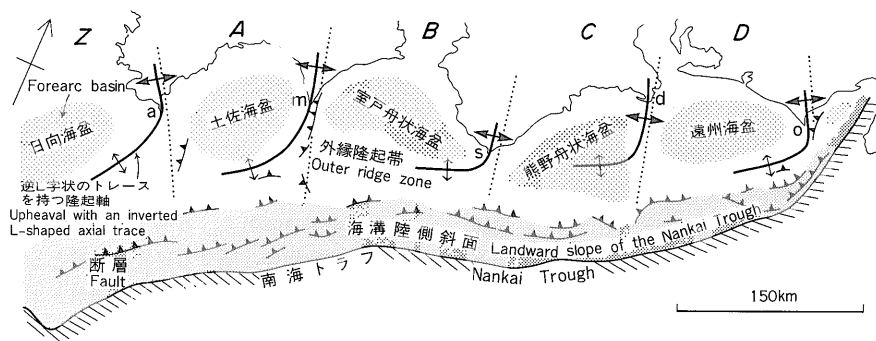 Z
A
B
C
D
Forearc basin
a
m
s
d
o
日向海盆
土佐海盆
室戸舟状海盆
熊野舟状海盆
遠州海盆
外縁隆起帯
Outer ridge zone
逆L字状のトレース
を持つ隆起軸
Upheaval with an inverted
L-shaped axial trace
断層
Fault
海溝陸側斜面
Landward slope of the Nankai Trough
南海トラフ
Nankai Trough
150km